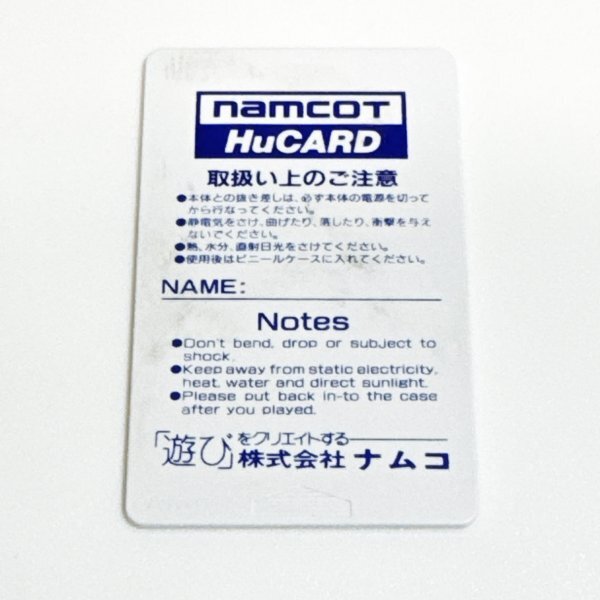 namcoT
HuCARD
取扱い上のご注意
●本体との抜き差しは、必ず本体の電源を切って
から行なってください。
●静電気をさけ、曲げたり、落したり、衝撃を与え
ないでください。
●熱、水分、直射日光をさけてください。
●使用後はビニールケースに入れてください。
NAME:
Notes
●Don't bend, drop or subject to
shock.
●Keep away from static electricity,
heat, water and direct sunlight.
●Please put back in-to the case
after you played.
「遊び」をクリエイトする
株式会社 ナムコ